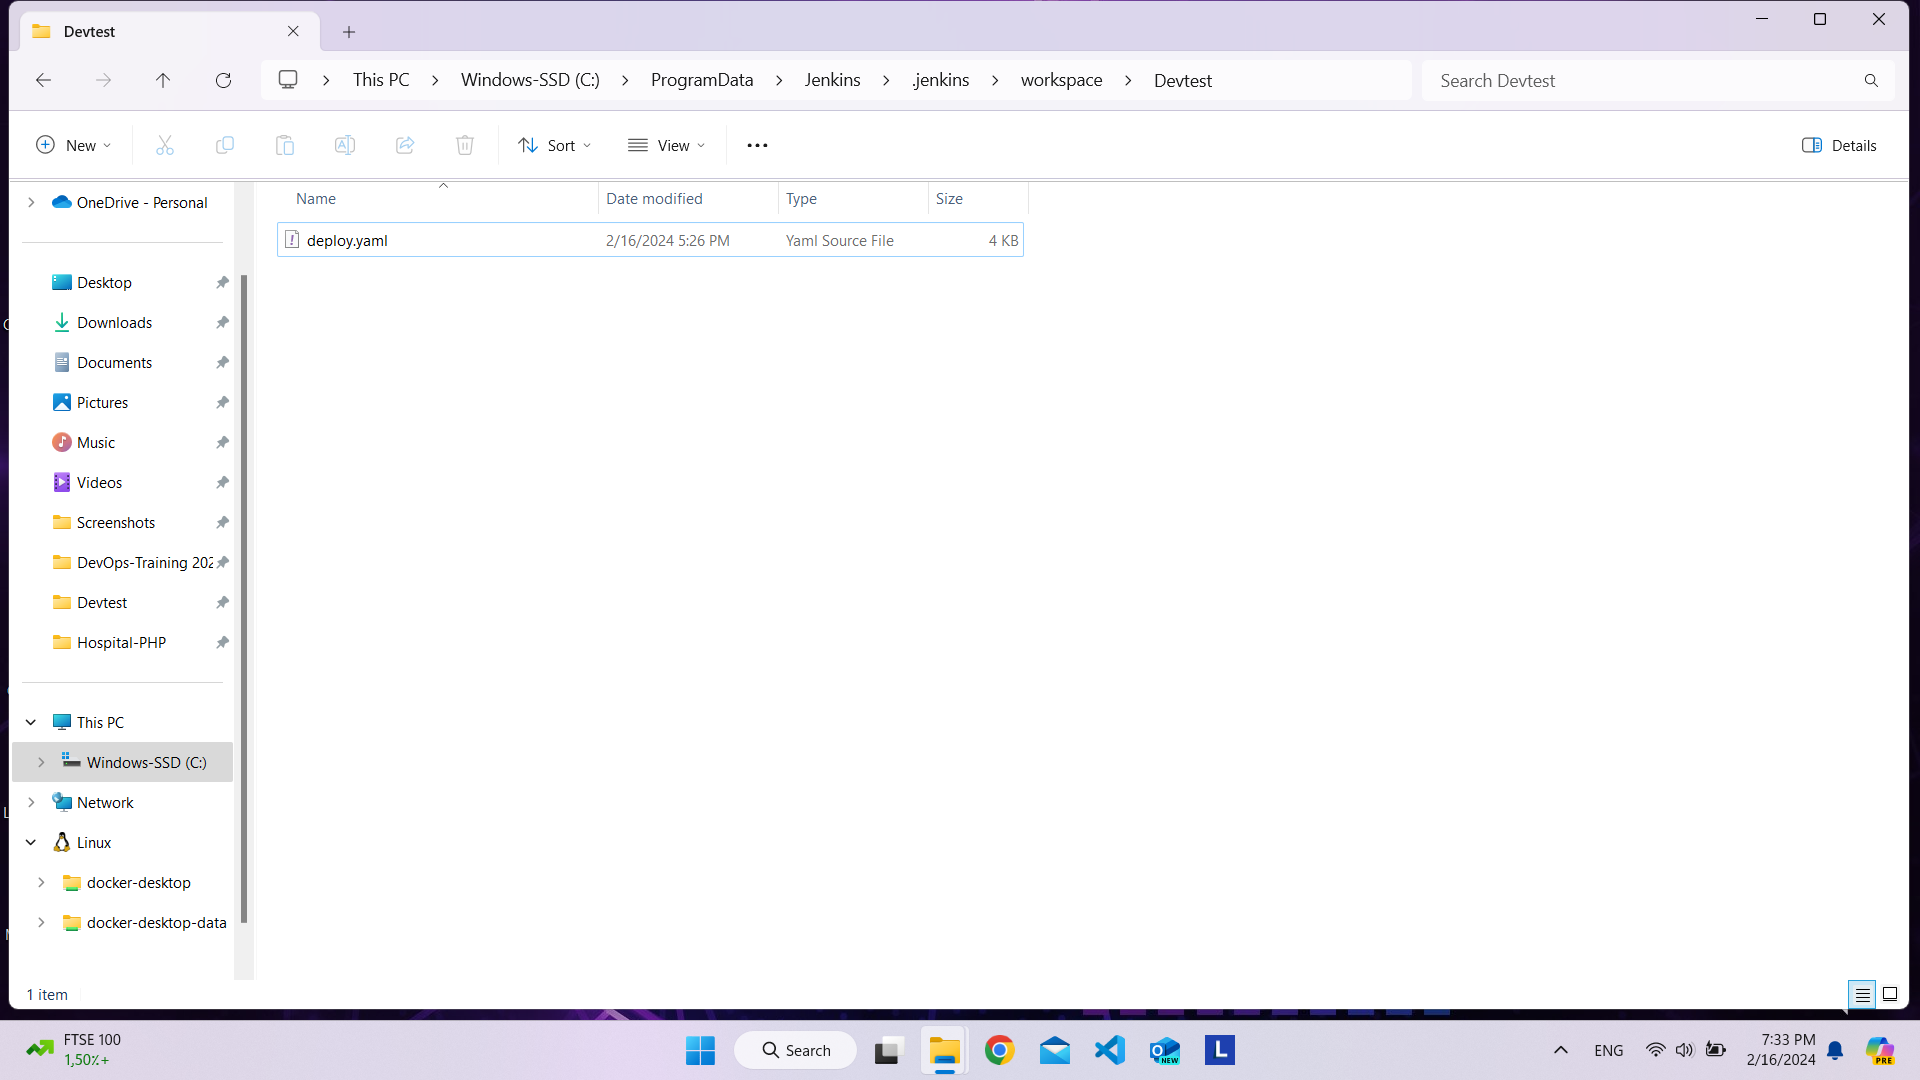 Devtest
This PC
Windows-SSD (C:)
ProgramData
Jenkins
.jenkins
workspace
Devtest
Search Devtest
New
Sort
View
Details
Name
Date modified
Type
Size
deploy.yaml
2/16/2024 5:26 PM
Yaml Source File
4 KB
OneDrive - Personal
Desktop
Downloads
Documents
Pictures
Music
Videos
Screenshots
DevOps-Training 202
Devtest
Hospital-PHP
This PC
Windows-SSD (C:)
Network
Linux
docker-desktop
docker-desktop-data
1 item
FTSE 100
1,50٪+
Search
NEW
L
ENG
7:33 PM
2/16/2024
PRE